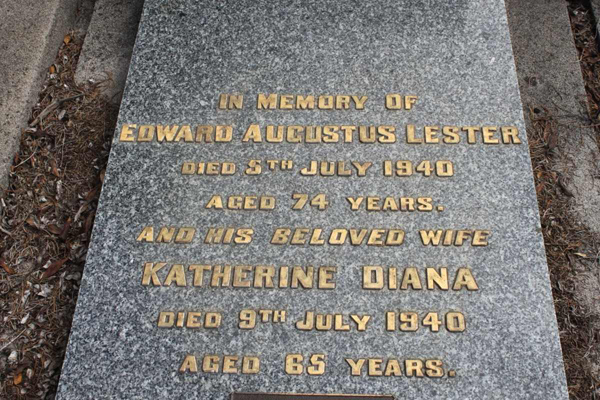 In Memory Of
Edward Augustus Lester
Died 5th July 1940
Aged 74 Years.
And His Beloved Wife
Katherine Diana
Died 9th July 1940
Aged 65 Years.